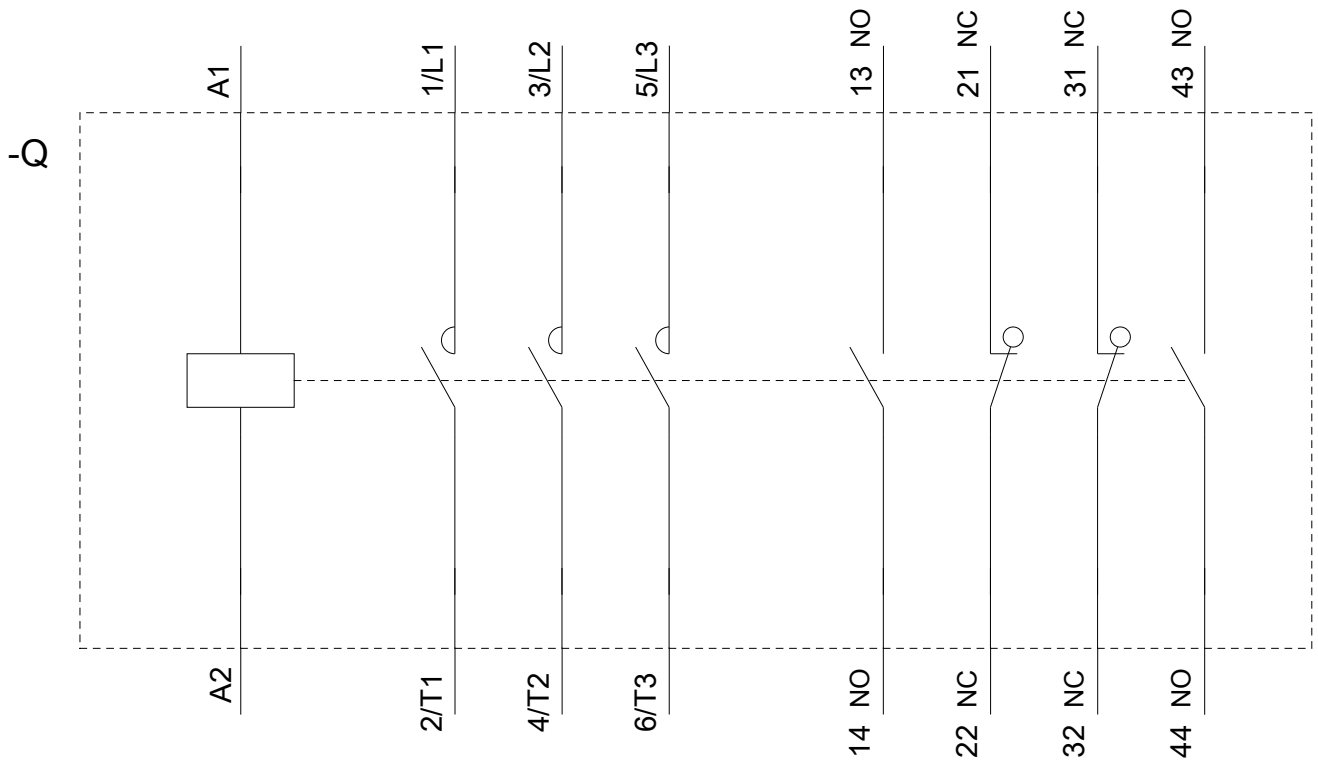 A1
1/L1
3/L2
5/L3
13 NO
21 NC
31 NC
43 NO
-Q
A2
2/T1
4/T2
6/T3
14 NO
22 NC
32 NC
44 NO